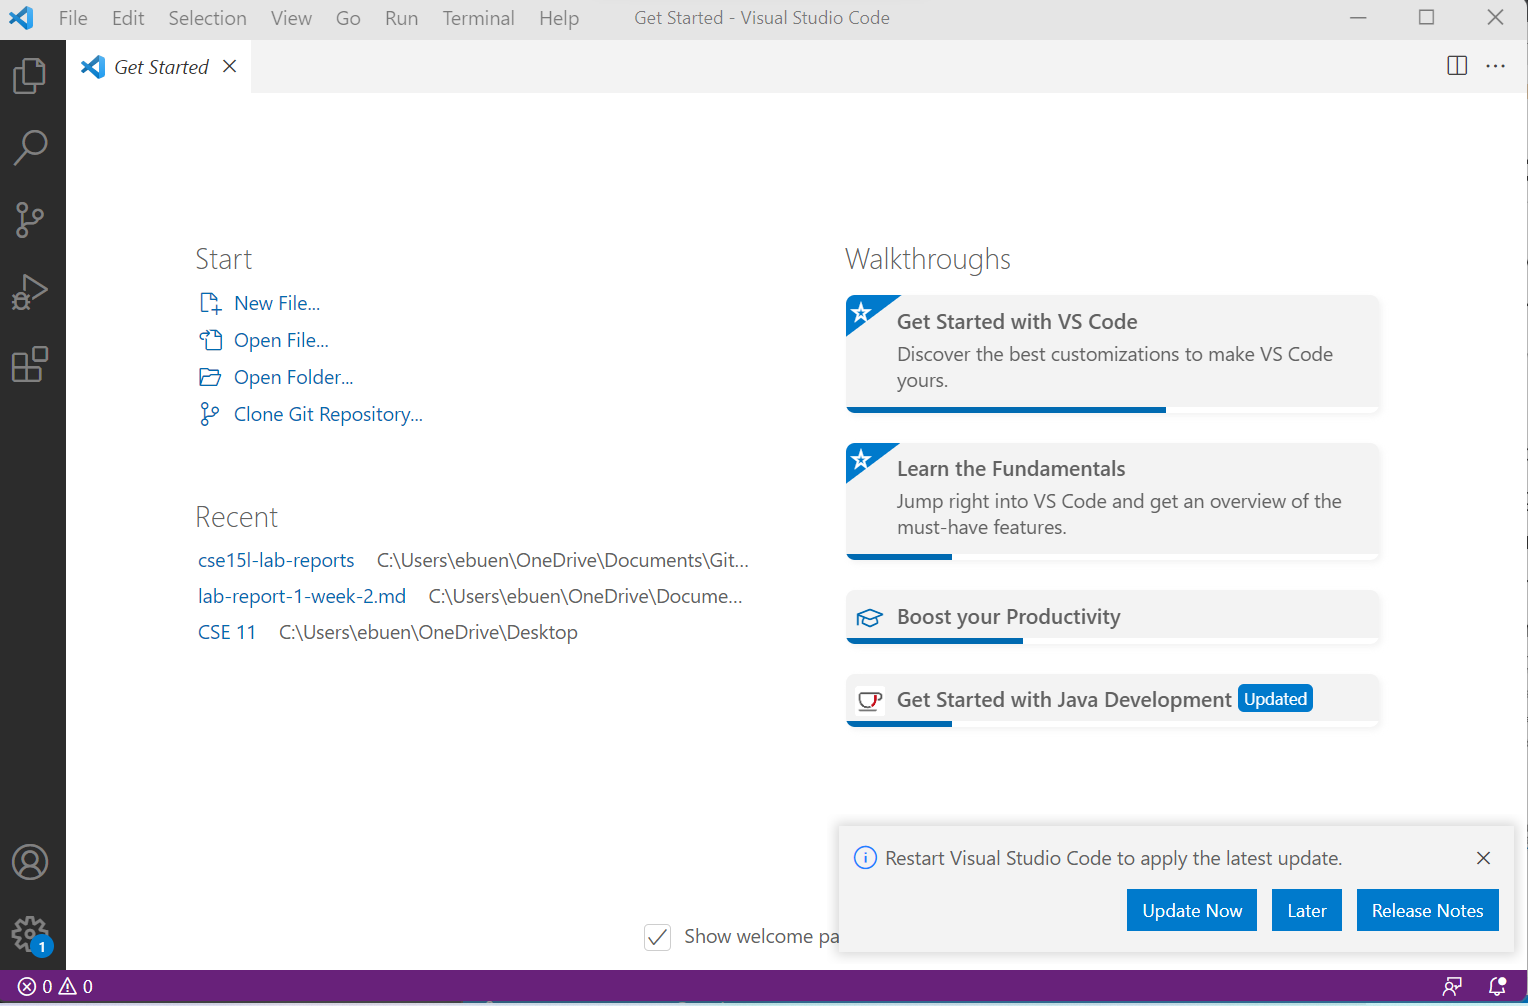 File Edit Selection View Go Run Terminal Help Get Started - Visual Studio Code
Get Started
Start
New File...
Open File...
Open Folder...
Clone Git Repository...
Recent
cse15l-lab-reports C:\Users\ebuen\OneDrive\Documents\Git...
lab-report-1-week-2.md C:\Users\ebuen\OneDrive\Docume...
CSE 11 C:\Users\ebuen\OneDrive\Desktop
Walkthroughs
Get Started with VS Code
Discover the best customizations to make VS Code
yours.
Learn the Fundamentals
Jump right into VS Code and get an overview of the
must-have features.
Boost your Productivity
Get Started with Java Development Updated
Restart Visual Studio Code to apply the latest update.
Update Now Later Release Notes
Show welcome pa
1
0 0